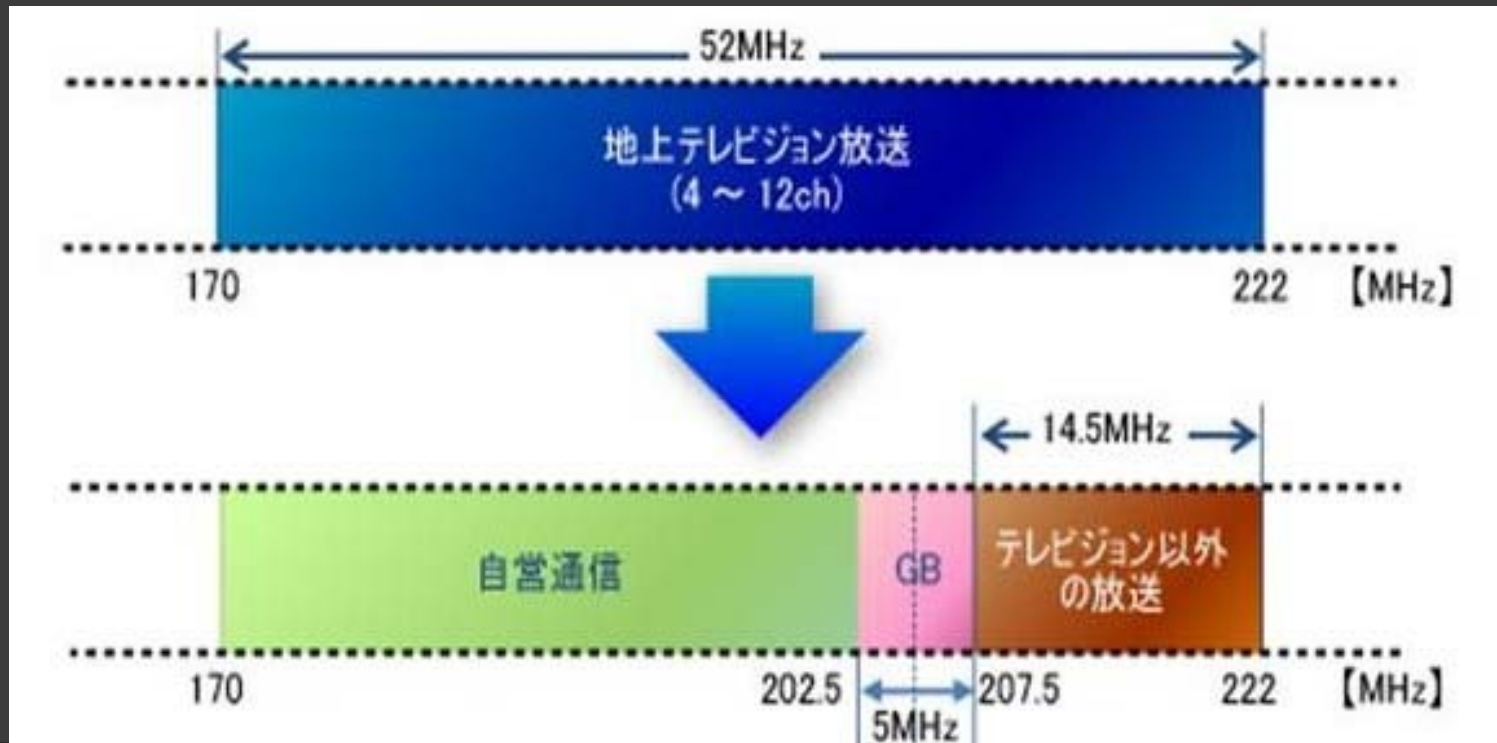 52MHz
地上テレビジョン放送
(4 ～ 12ch)
170
222 【MHz】
14.5MHz
自営通信
GB
テレビジョン以外
の放送
170
202.5
207.5
222 【MHz】
5MHz